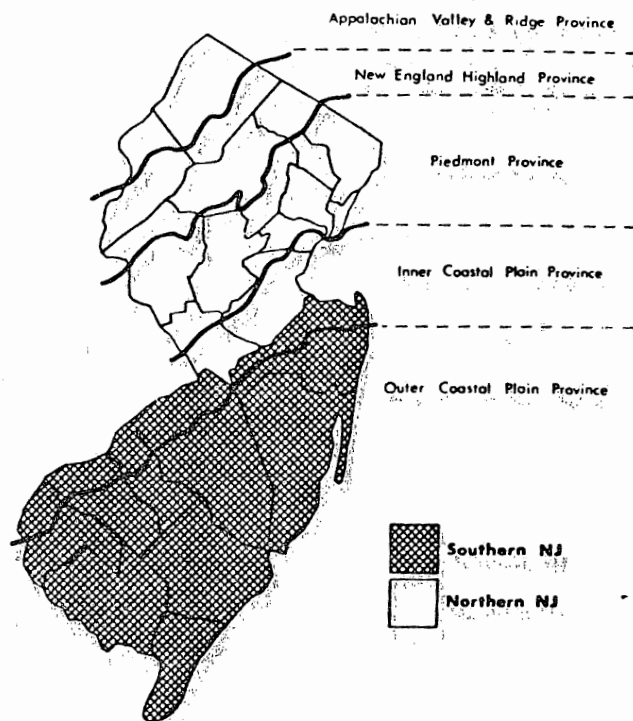 Appalachian Valley & Ridge Province
New England Highland Province
Piedmont Province
Inner Coastal Plain Province
Outer Coastal Plain Province
Southern NJ
Northern NJ